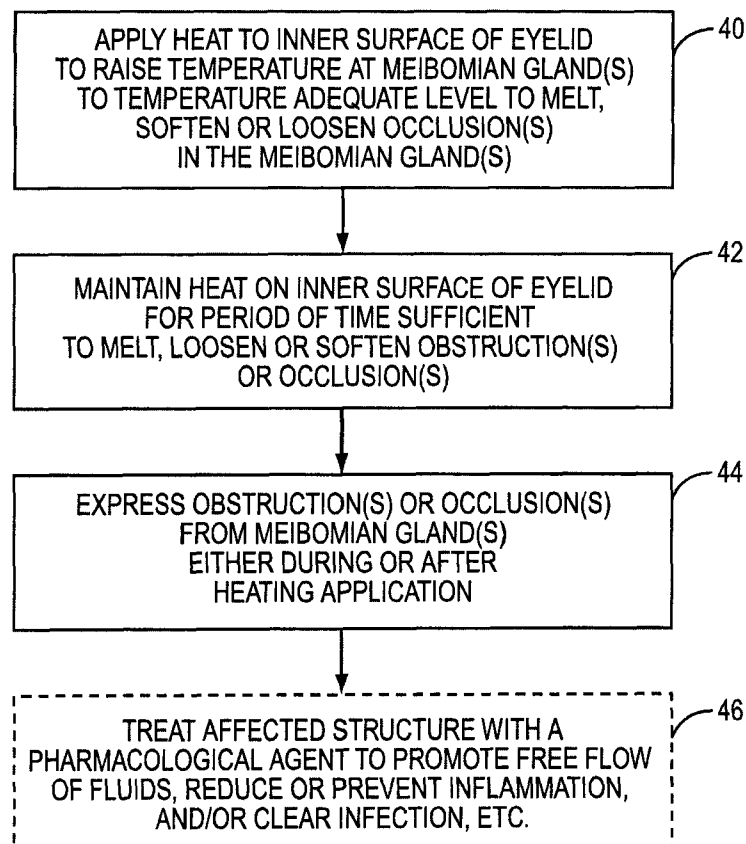 APPLY HEAT TO INNER SURFACE OF EYELID
TO RAISE TEMPERATURE AT MEIBOMIAN GLAND(S)
TO TEMPERATURE ADEQUATE LEVEL TO MELT,
SOFTEN OR LOOSEN OCCLUSION(S)
IN THE MEIBOMIAN GLAND(S)
40
MAINTAIN HEAT ON INNER SURFACE OF EYELID
FOR PERIOD OF TIME SUFFICIENT
TO MELT, LOOSEN OR SOFTEN OBSTRUCTION(S)
OR OCCLUSION(S)
42
EXPRESS OBSTRUCTION(S) OR OCCLUSION(S)
FROM MEIBOMIAN GLAND(S)
EITHER DURING OR AFTER
HEATING APPLICATION
44
TREAT AFFECTED STRUCTURE WITH A
PHARMACOLOGICAL AGENT TO PROMOTE FREE FLOW
OF FLUIDS, REDUCE OR PREVENT INFLAMMATION,
AND/OR CLEAR INFECTION, ETC.
46